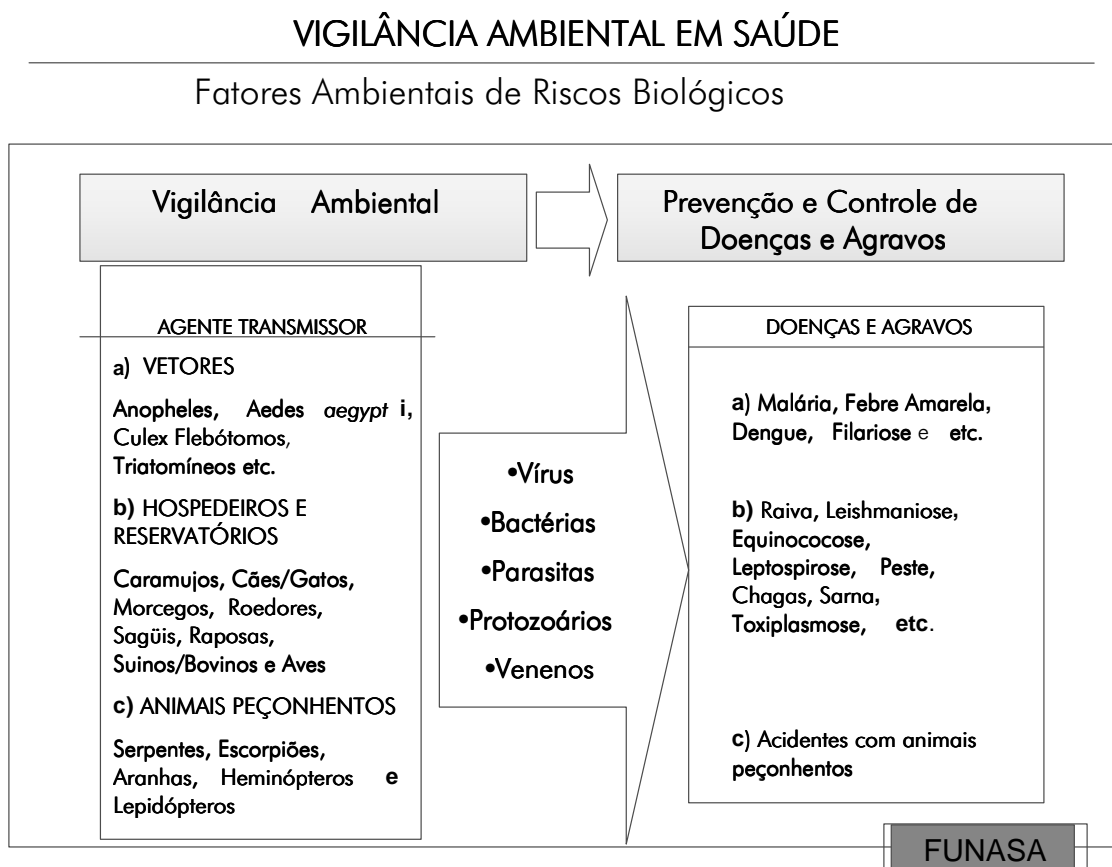 VIGILÂNCIA AMBIENTAL EM SAÚDE
Fatores Ambientais de Riscos Biológicos
Vigilância Ambiental
Prevenção e Controle de
Doenças e Agravos
AGENTE TRANSMISSOR
a) VETORES
Anopheles, Aedes aegypt i,
Culex Flebótomos,
Triatomíneos etc.
b) HOSPEDEIROS E
RESERVATÓRIOS
Caramujos, Cães/Gatos,
Morcegos, Roedores,
Sagüis, Raposas,
Suinos/Bovinos e Aves
c) ANIMAIS PEÇONHENTOS
Serpentes, Escorpiões,
Aranhas, Heminópteros e
Lepidópteros
•Vírus
•Bactérias
•Parasitas
•Protozoários
•Venenos
DOENÇAS E AGRAVOS
a) Malária, Febre Amarela,
Dengue, Filariose e etc.
b) Raiva, Leishmaniose,
Equinococose,
Leptospirose, Peste,
Chagas, Sarna,
Toxiplasmose, etc.
c) Acidentes com animais
peçonhentos
FUNASA